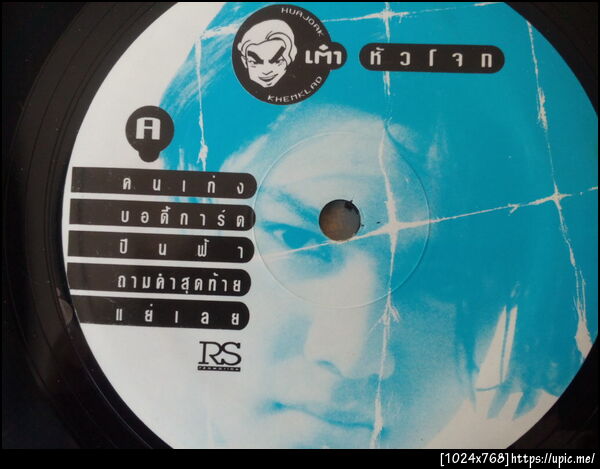 HUAJOAK
เต๋า หัวโจก
KHEMKLAD
A
คนเก่ง
บอดี้การ์ด
ปีนฟ้า
ถามคำสุดท้าย
แย่เลย
RS
PROMOTION
[1024x768]https://upic.me/